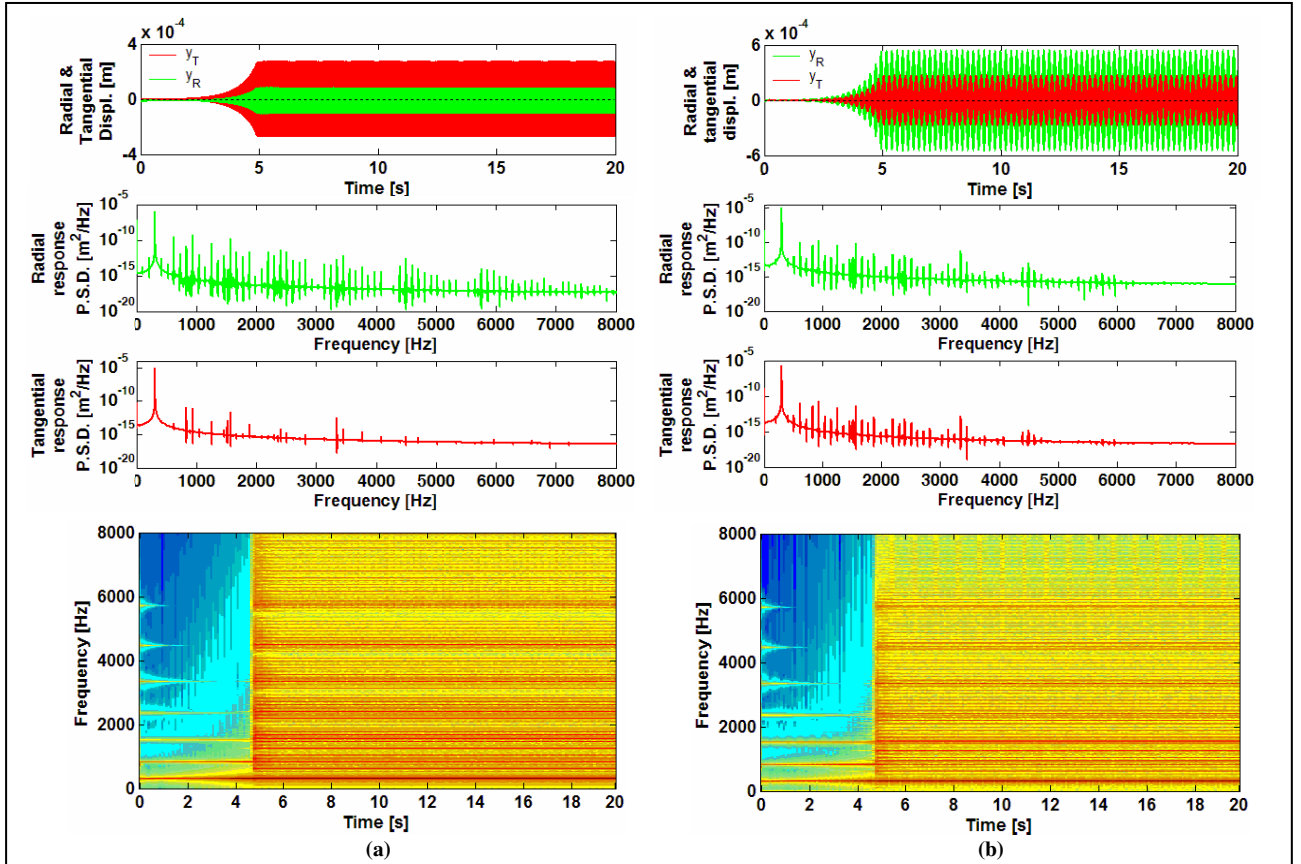 x 10^-4
4
0
-4
Radial &
Tangential
Displ. [m]
y_T
y_R
0 5 10 15 20
Time [s]
10^-5
10^-10
10^-15
10^-20
Radial
response
P.S.D. [m²/Hz]
0 1000 2000 3000 4000 5000 6000 7000 8000
Frequency [Hz]
10^-5
10^-10
10^-15
10^-20
Tangential
response
P.S.D. [m²/Hz]
0 1000 2000 3000 4000 5000 6000 7000 8000
Frequency [Hz]
8000
6000
4000
2000
0
Frequency [Hz]
0 2 4 6 8 10 12 14 16 18 20
Time [s]
(a)
x 10^-4
6
0
-6
Radial &
tangential
displ. [m]
y_R
y_T
0 5 10 15 20
Time [s]
10^-5
10^-10
10^-15
10^-20
Radial
response
P.S.D. [m²/Hz]
0 1000 2000 3000 4000 5000 6000 7000 8000
Frequency [Hz]
10^-5
10^-10
10^-15
10^-20
Tangential
response
P.S.D. [m²/Hz]
0 1000 2000 3000 4000 5000 6000 7000 8000
Frequency [Hz]
8000
6000
4000
2000
0
Frequency [Hz]
0 2 4 6 8 10 12 14 16 18 20
Time [s]
(b)